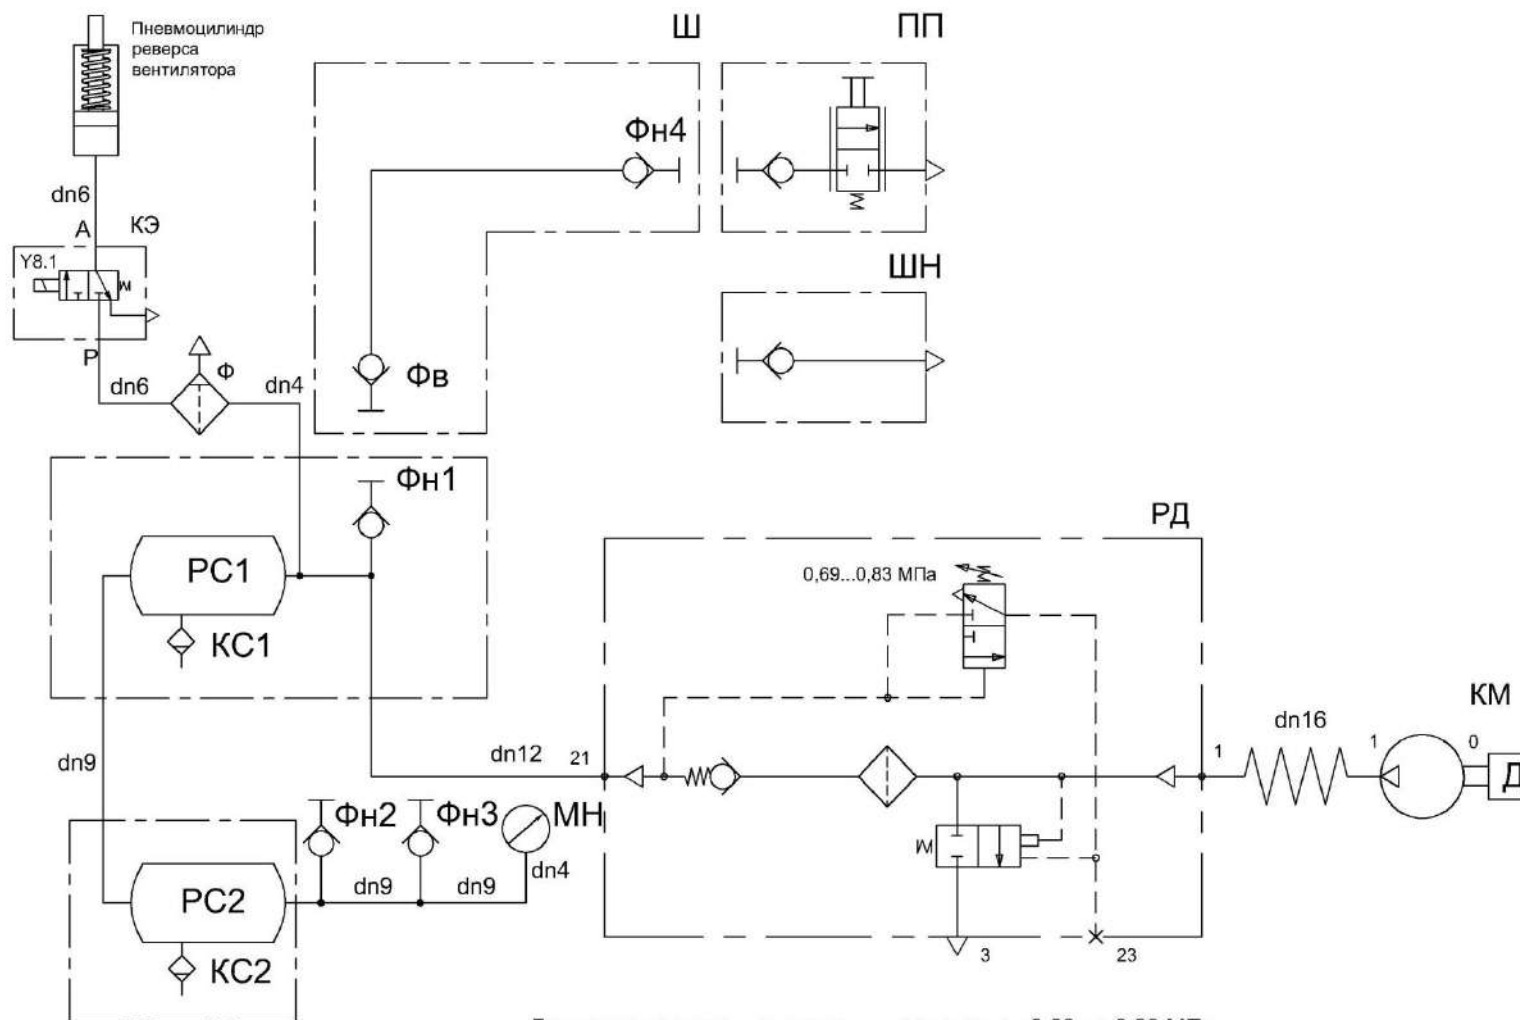 Пневмоцилиндр
реверса
вентилятора
Ш
ПП
Фн4
dn6
A
КЭ
Y8.1
ШН
P
dn6
Ф
dn4
Фв
Фн1
РД
0,69...0,83 МПа
РС1
КС1
КМ
dn16
dn9
dn12
21
1
1
0
Д
Фн2
Фн3
МН
dn4
dn9
dn9
РС2
КС2
3
23